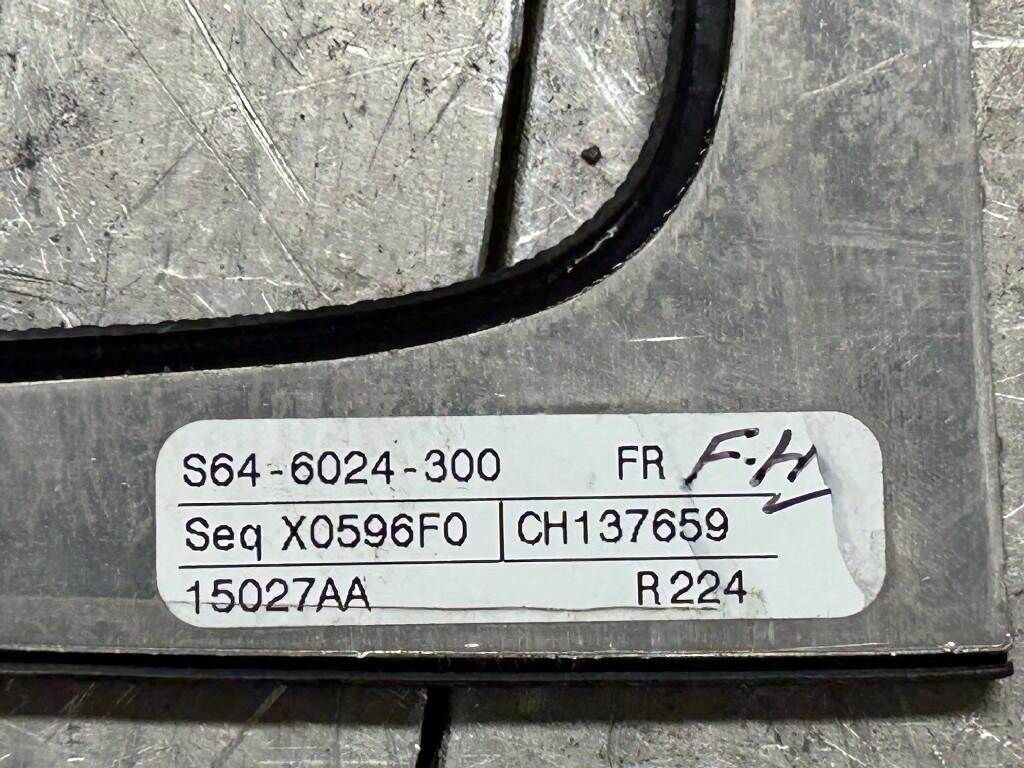 S64-6024-300 FR F.H
Seq X0596F0 CH137659
15027AA R224